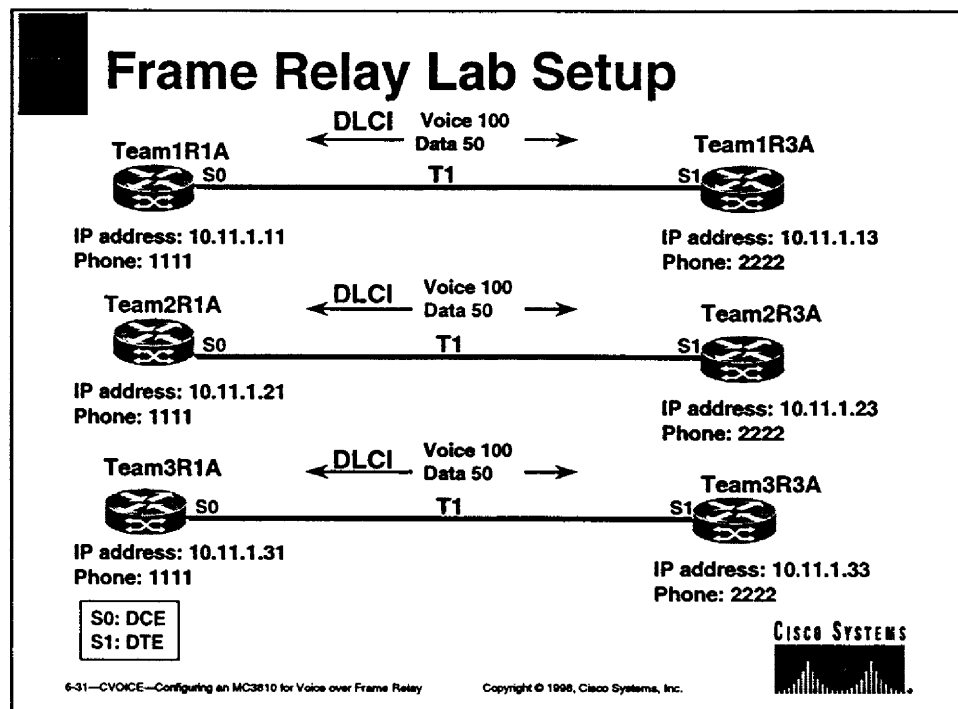 Frame Relay Lab Setup
DLCI Voice 100
Data 50
Team1R1A
Team1R3A
S0 T1 S1
IP address: 10.11.1.11
Phone: 1111
IP address: 10.11.1.13
Phone: 2222
DLCI Voice 100
Data 50
Team2R1A
Team2R3A
S0 T1 S1
IP address: 10.11.1.21
Phone: 1111
IP address: 10.11.1.23
Phone: 2222
DLCI Voice 100
Data 50
Team3R1A
Team3R3A
S0 T1 S1
IP address: 10.11.1.31
Phone: 1111
IP address: 10.11.1.33
Phone: 2222
S0: DCE
S1: DTE
CISCO SYSTEMS
6-31—CVOICE—Configuring an MC3810 for Voice over Frame Relay
Copyright © 1998, Cisco Systems, Inc.